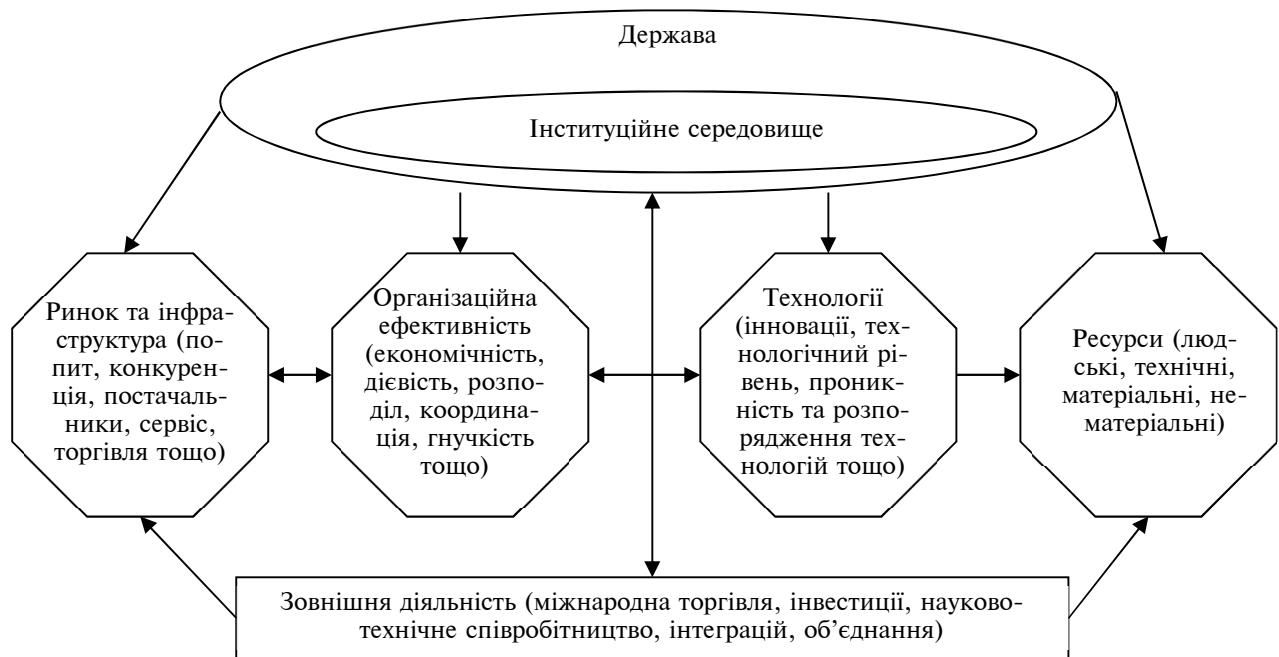 Держава
Інституційне середовище
Ринок та інфра-
структура (по-
пит, конкурен-
ція, постачаль-
ники, сервіс,
торгівля тощо)
Організаційна
ефективність
(економічність,
дієвість, розпо-
діл, координа-
ція, гнучкість
тощо)
Технології
(інновації, тех-
нологічний рі-
вень, проник-
ність та розпо-
рядження тех-
нологій тощо)
Ресурси (люд-
ські, технічні,
матеріальні, не-
матеріальні)
Зовнішня діяльність (міжнародна торгівля, інвестиції, науково-
технічне співробітництво, інтеграцій, об’єднання)